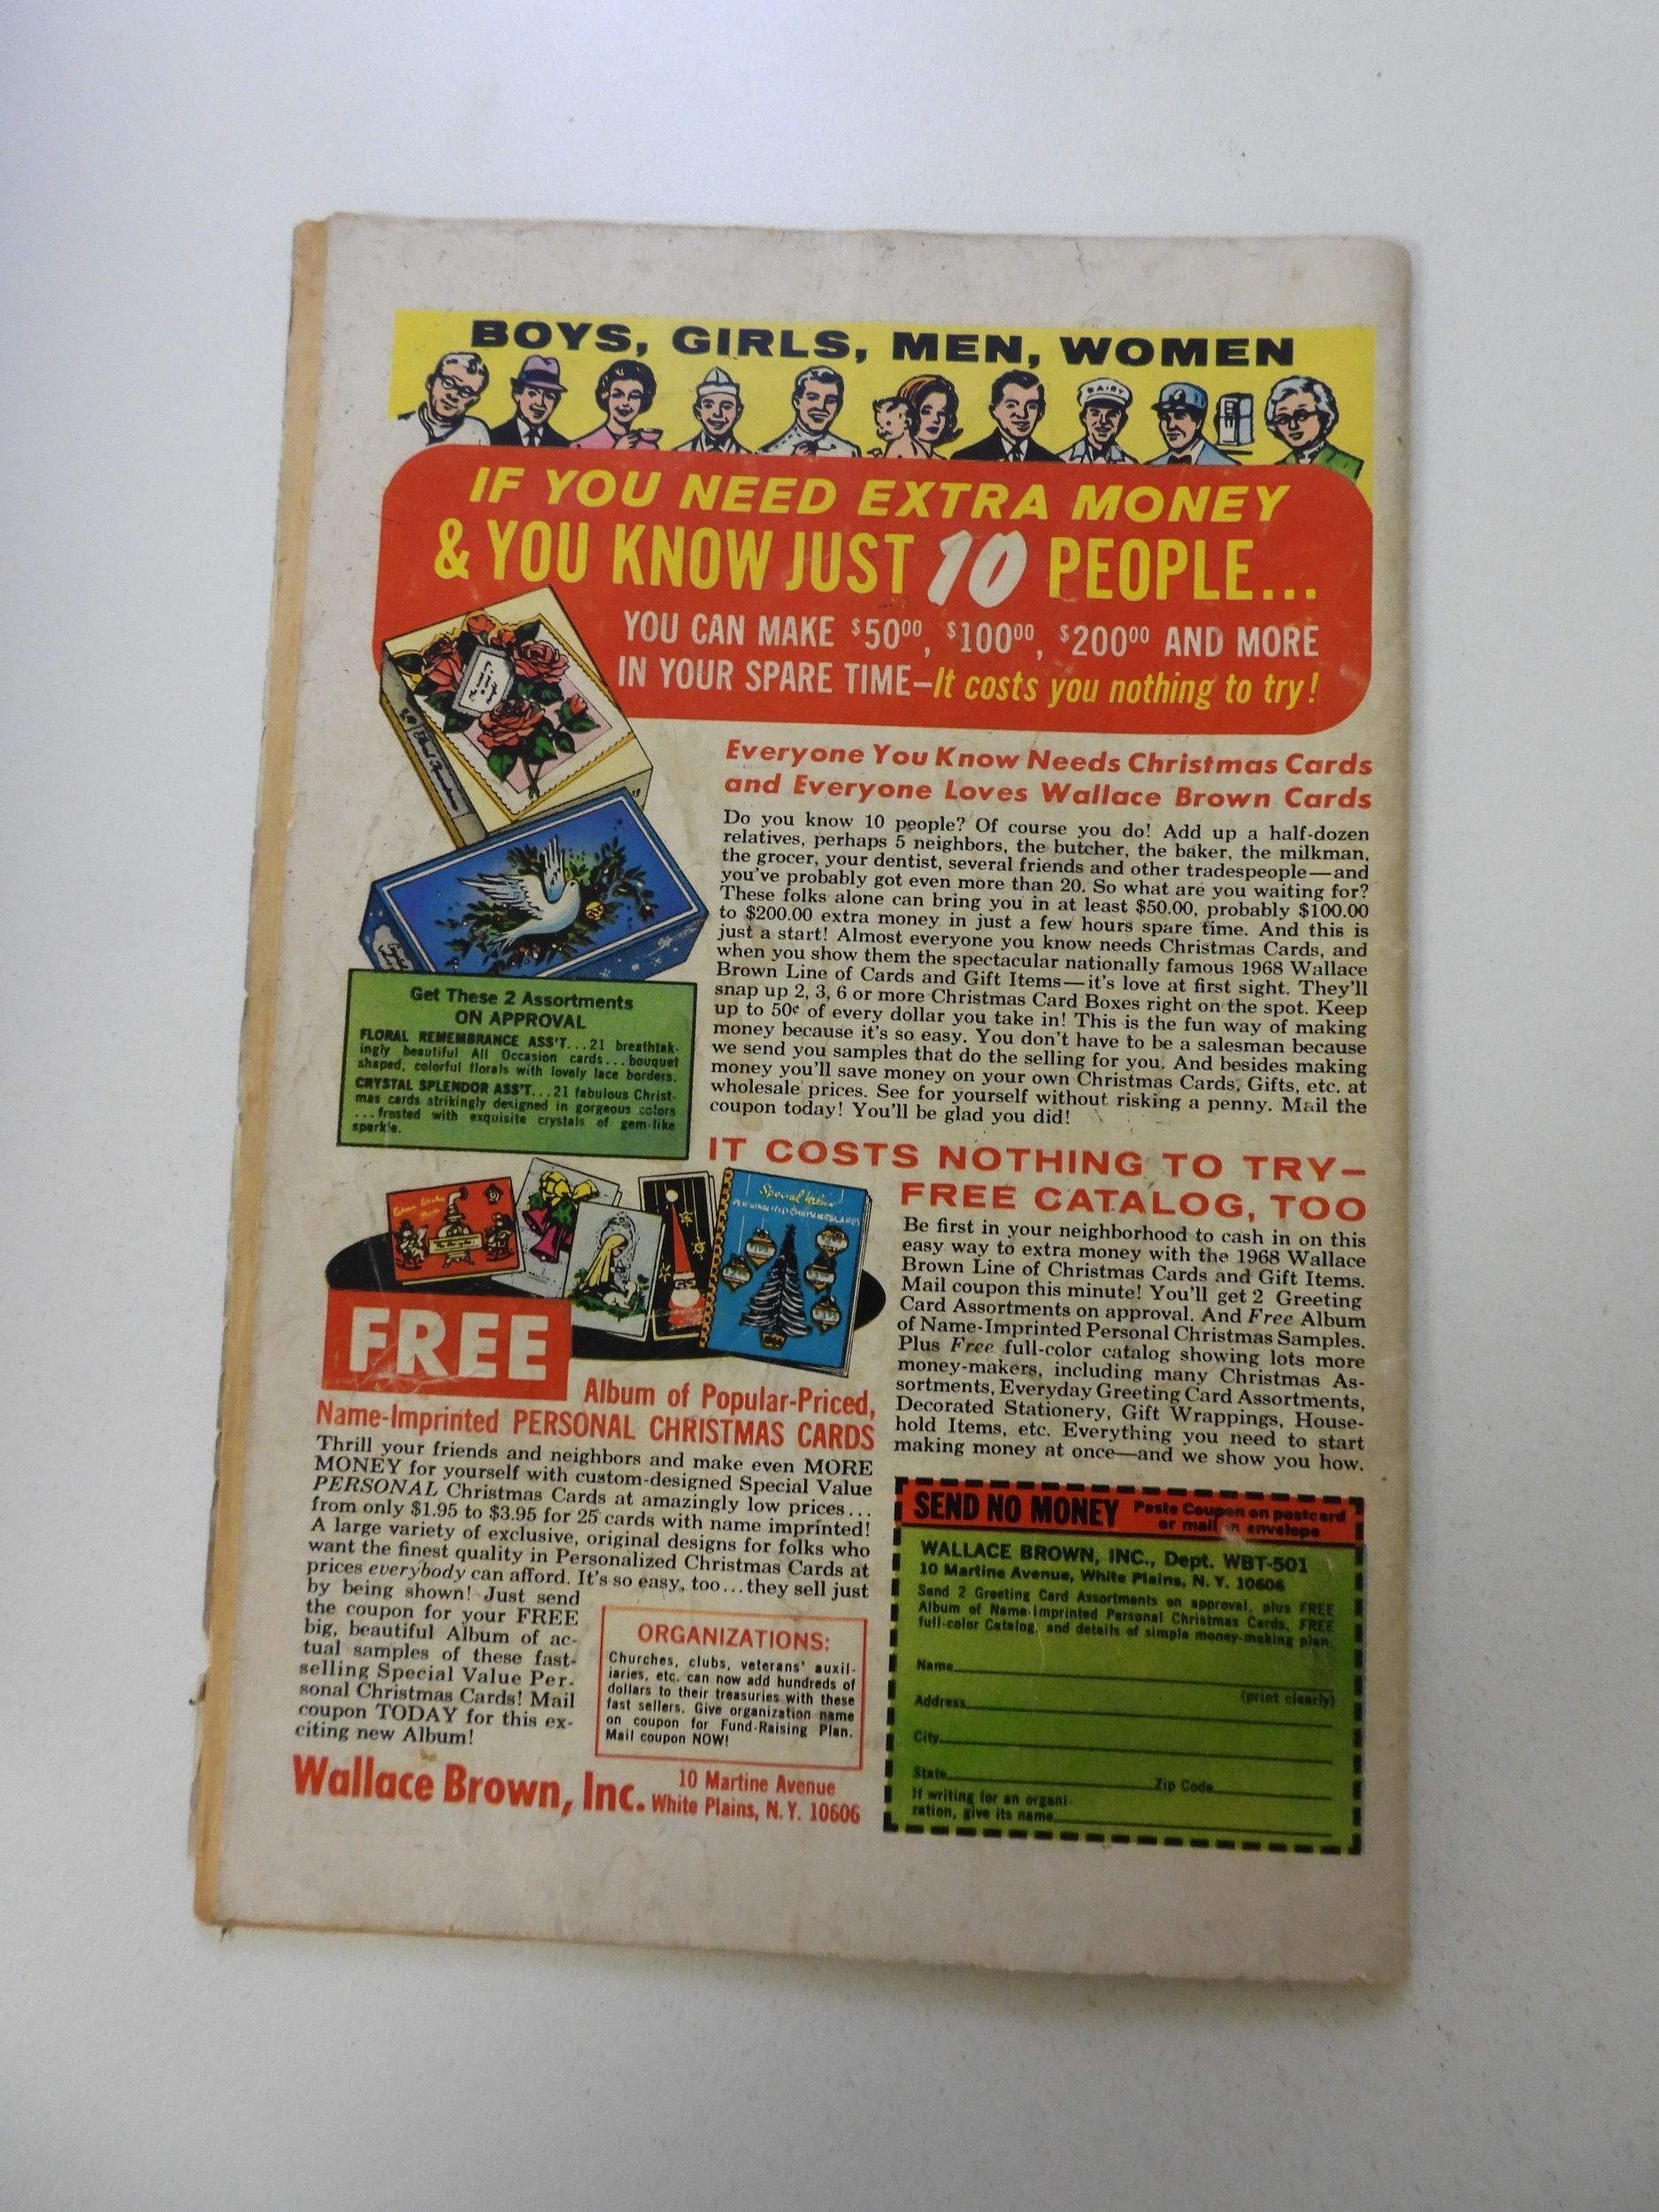 BOYS, GIRLS, MEN, WOMEN
DAIRY
IF YOU NEED EXTRA MONEY
& YOU KNOW JUST 10 PEOPLE...
YOU CAN MAKE $50.00, $100.00, $200.00 AND MORE
IN YOUR SPARE TIME—It costs you nothing to try!
Everyone You Know Needs Christmas Cards
and Everyone Loves Wallace Brown Cards
Do you know 10 people? Of course you do! Add up a half-dozen
relatives, perhaps 5 neighbors, the butcher, the baker, the milkman,
the grocer, your dentist, several friends and other tradespeople—and
you've probably got even more than 20. So what are you waiting for?
These folks alone can bring you in at least $50.00, probably $100.00
to $200.00 extra money in just a few hours spare time. And this is
just a start! Almost everyone you know needs Christmas Cards, and
when you show them the spectacular nationally famous 1968 Wallace
Brown Line of Cards and Gift Items—it's love at first sight. They'll
snap up 2, 3, 6 or more Christmas Card Boxes right on the spot. Keep
up to 50¢ of every dollar you take in! This is the fun way of making
money because it's so easy. You don't have to be a salesman because
we send you samples that do the selling for you. And besides making
money you'll save money on your own Christmas Cards, Gifts, etc. at
wholesale prices. See for yourself without risking a penny. Mail the
coupon today! You'll be glad you did!
Get These 2 Assortments
ON APPROVAL
FLORAL REMEMBRANCE ASS'T...21 breathtak-
ingly beautiful All Occasion cards...bouquet
shaped, colorful florals with lovely lace borders.
CRYSTAL SPLENDOR ASS'T...21 fabulous Christ-
mas cards strikingly designed in gorgeous colors
...frosted with exquisite crystals of gem-like
sparkle.
IT COSTS NOTHING TO TRY—
FREE CATALOG, TOO
Be first in your neighborhood to cash in on this
easy way to extra money with the 1968 Wallace
Brown Line of Christmas Cards and Gift Items.
Mail coupon this minute! You'll get 2 Greeting
Card Assortments on approval. And Free Album
of Name-Imprinted Personal Christmas Samples.
Plus Free full-color catalog showing lots more
money-makers, including many Christmas As-
sortments, Everyday Greeting Card Assortments,
Decorated Stationery, Gift Wrappings, House-
hold Items, etc. Everything you need to start
making money at once—and we show you how.
Special Value
FREE
Album of Popular-Priced,
Name-Imprinted PERSONAL CHRISTMAS CARDS
Thrill your friends and neighbors and make even MORE
MONEY for yourself with custom-designed Special Value
PERSONAL Christmas Cards at amazingly low prices...
from only $1.95 to $3.95 for 25 cards with name imprinted!
A large variety of exclusive, original designs for folks who
want the finest quality in Personalized Christmas Cards at
prices everybody can afford. It's so easy, too...they sell just
by being shown! Just send
the coupon for your FREE
big, beautiful Album of ac-
tual samples of these fast-
selling Special Value Per-
sonal Christmas Cards! Mail
coupon TODAY for this ex-
citing new Album!
ORGANIZATIONS:
Churches, clubs, veterans' auxil-
iaries, etc. can now add hundreds of
dollars to their treasuries with these
fast sellers. Give organization name
on coupon for Fund-Raising Plan.
Mail coupon NOW!
Wallace Brown, Inc. 10 Martine Avenue
White Plains, N.Y. 10606
SEND NO MONEY Paste Coupon on postcard
or mail in envelope
WALLACE BROWN, INC., Dept. WBT-501
10 Martine Avenue, White Plains, N. Y. 10606
Send 2 Greeting Card Assortments on approval, plus FREE
Album of Name-Imprinted Personal Christmas Cards, FREE
full-color Catalog, and details of simple money-making plan.
Name
Address (print clearly)
City
State Zip Code
If writing for an organi-
zation, give its name